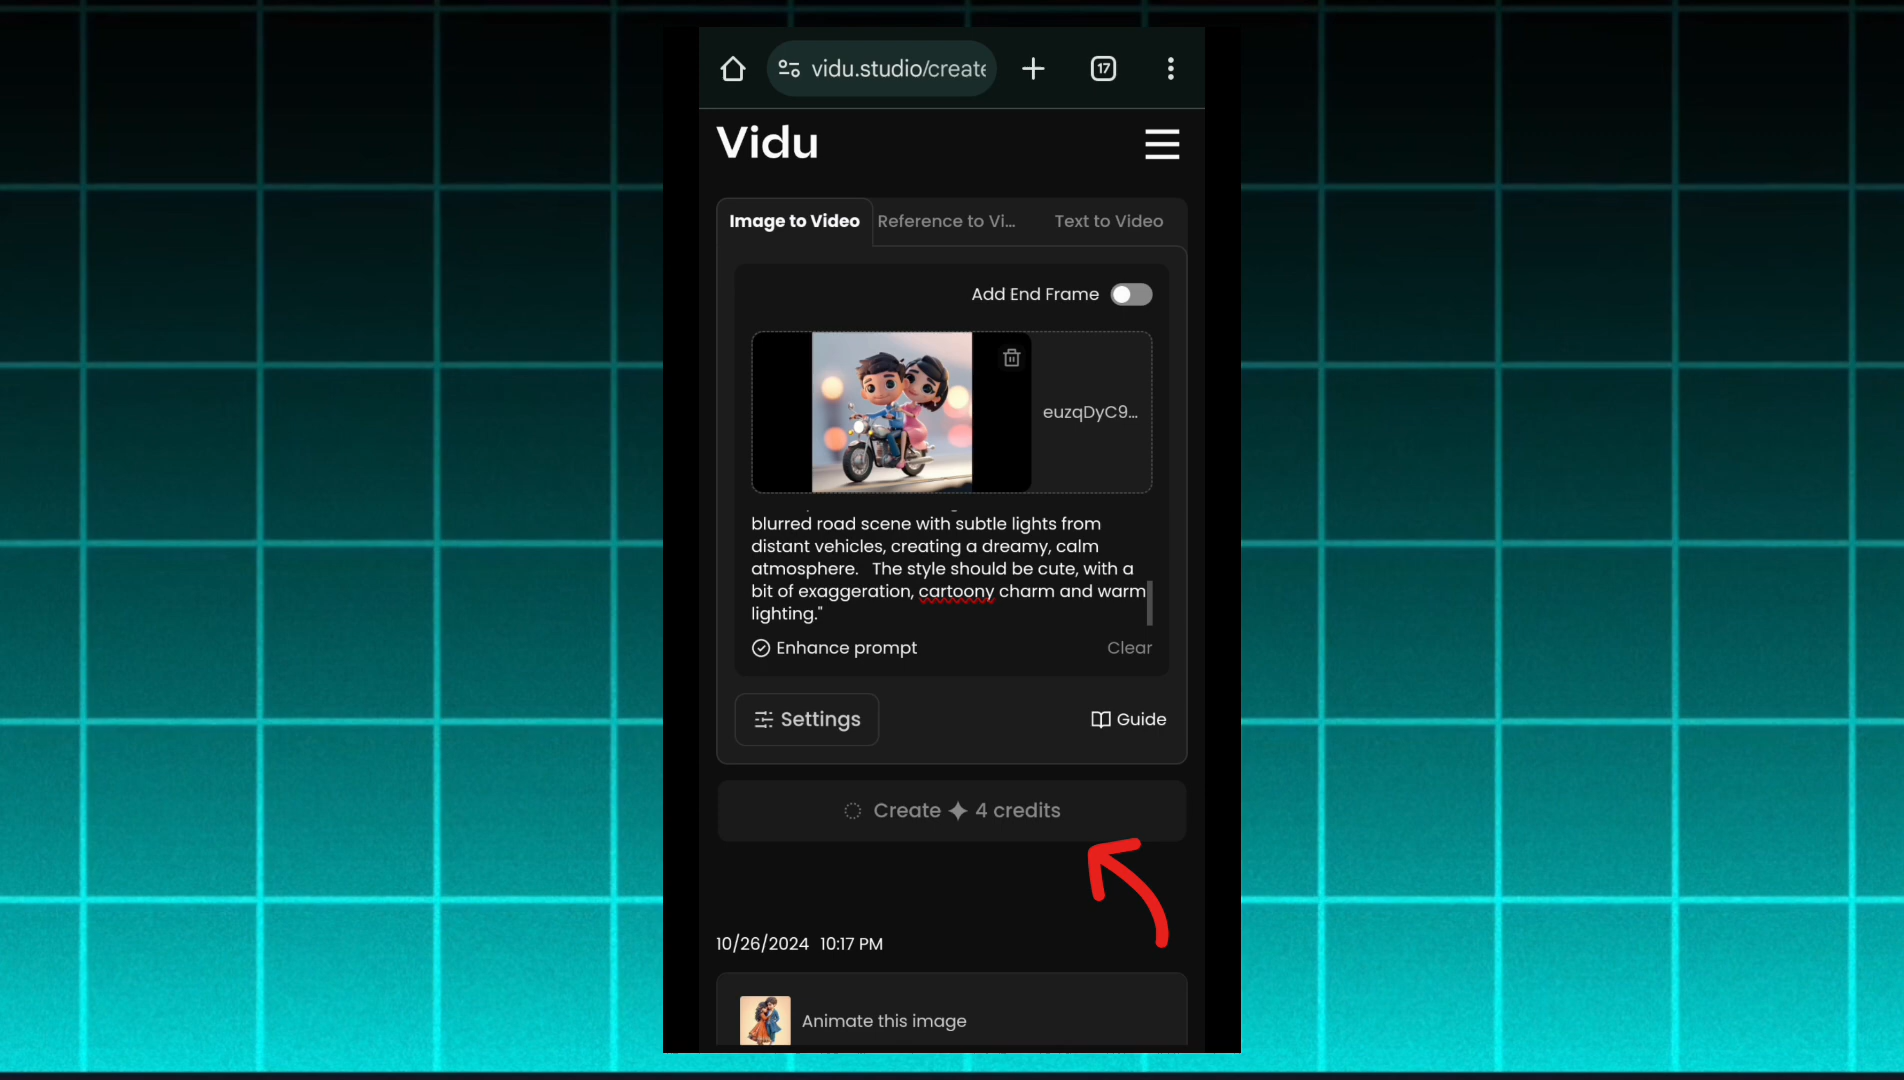 vidu.studio/create
17
Vidu
Image to Video
Reference to Vi...
Text to Video
Add End Frame
euzqDyC9...
blurred road scene with subtle lights from
distant vehicles, creating a dreamy, calm
atmosphere.   The style should be cute, with a
bit of exaggeration, cartoony charm and warm
lighting."
Enhance prompt
Clear
Settings
Guide
Create 4 credits
10/26/2024 10:17 PM
Animate this image